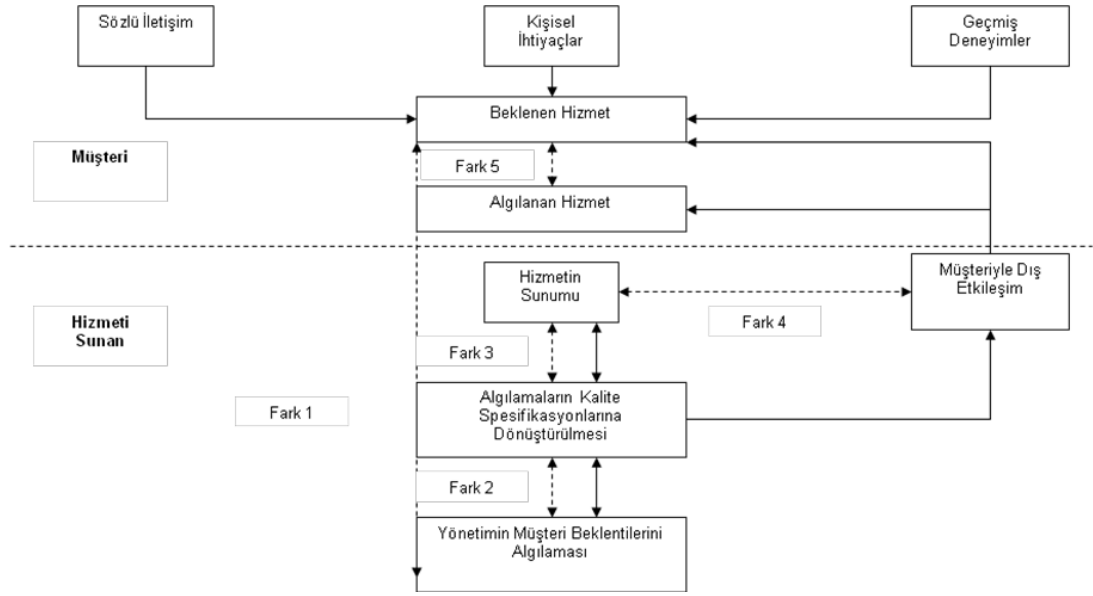 Sözlü İletişim
Kişisel
İhtiyaçlar
Geçmiş
Deneyimler
Beklenen Hizmet
Müşteri
Fark 5
Algılanan Hizmet
Hizmetin
Sunumu
Müşteriyle Dış
Etkileşim
Hizmeti
Sunan
Fark 4
Fark 3
Fark 1
Algılamaların Kalite
Spesifikasyonlarına
Dönüştürülmesi
Fark 2
Yönetimin Müşteri Beklentilerini
Algılaması